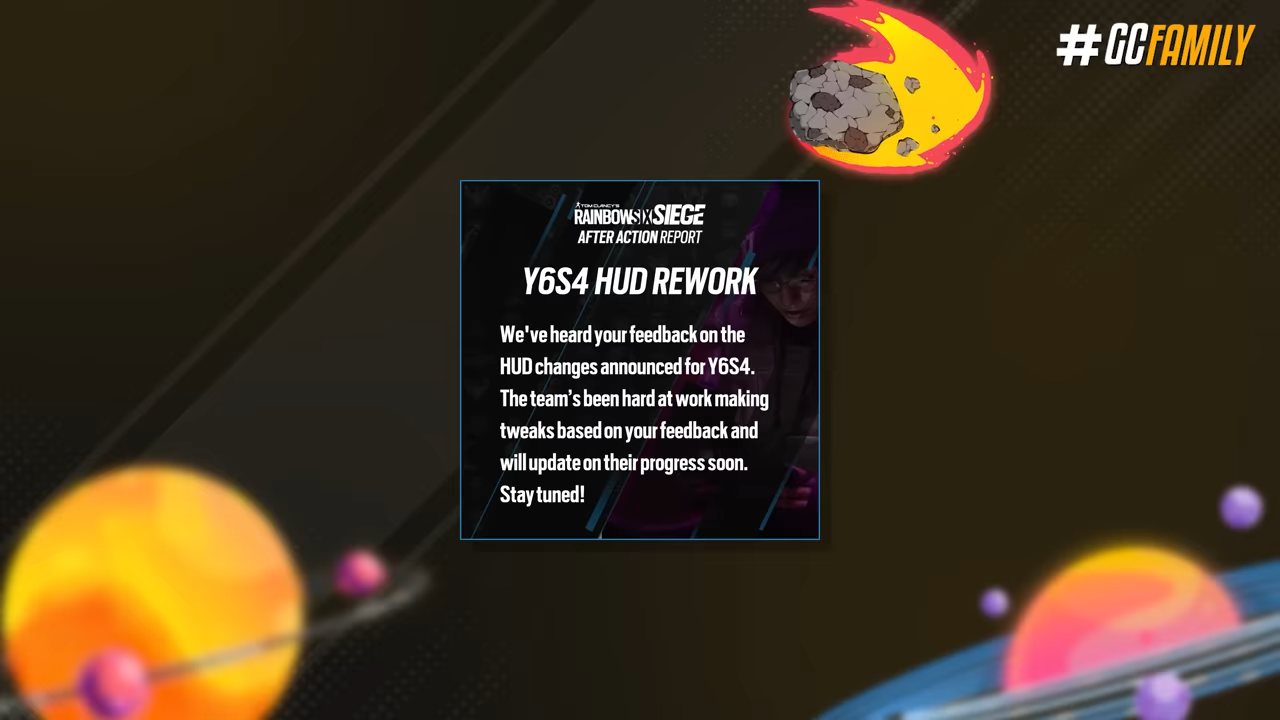 #GCFAMILY
TOM CLANCY'S
RAINBOWSIX SIEGE
AFTER ACTION REPORT
Y6S4 HUD REWORK
We've heard your feedback on the
HUD changes announced for Y6S4.
The team's been hard at work making
tweaks based on your feedback and
will update on their progress soon.
Stay tuned!